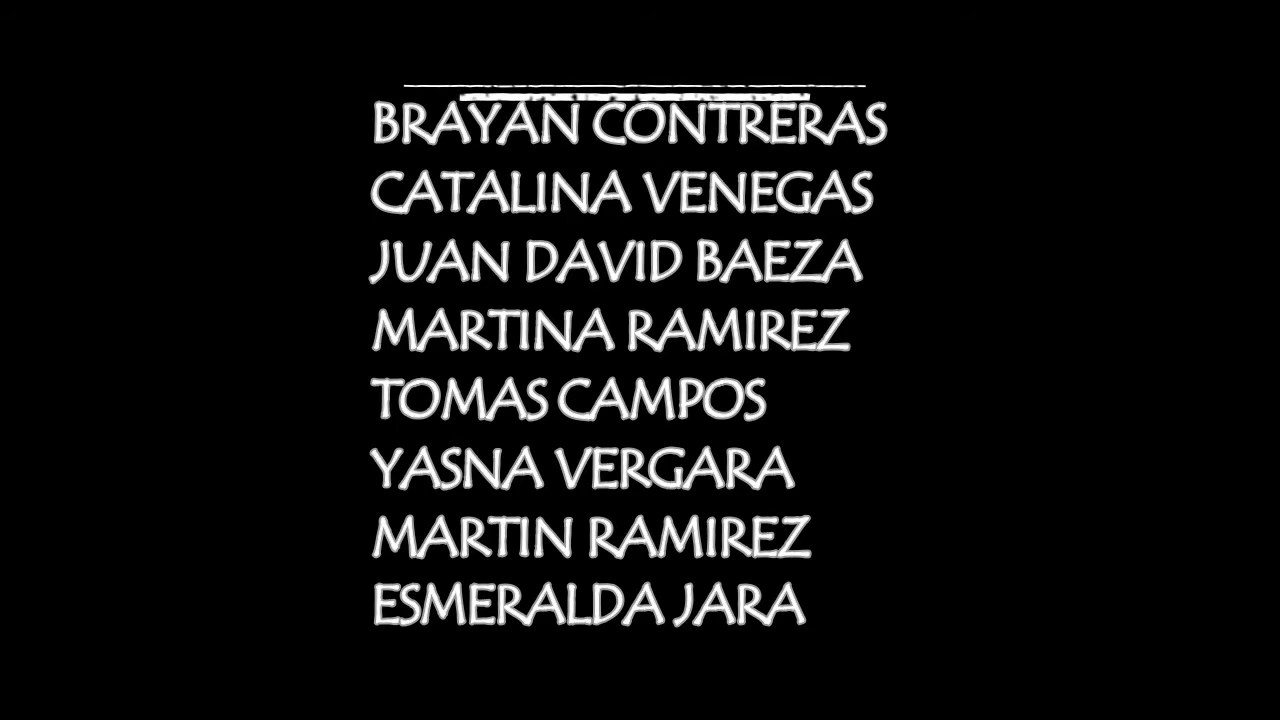 BRAYAN CONTRERAS
CATALINA VENEGAS
JUAN DAVID BAEZA
MARTINA RAMIREZ
TOMAS CAMPOS
YASNA VERGARA
MARTIN RAMIREZ
ESMERALDA JARA